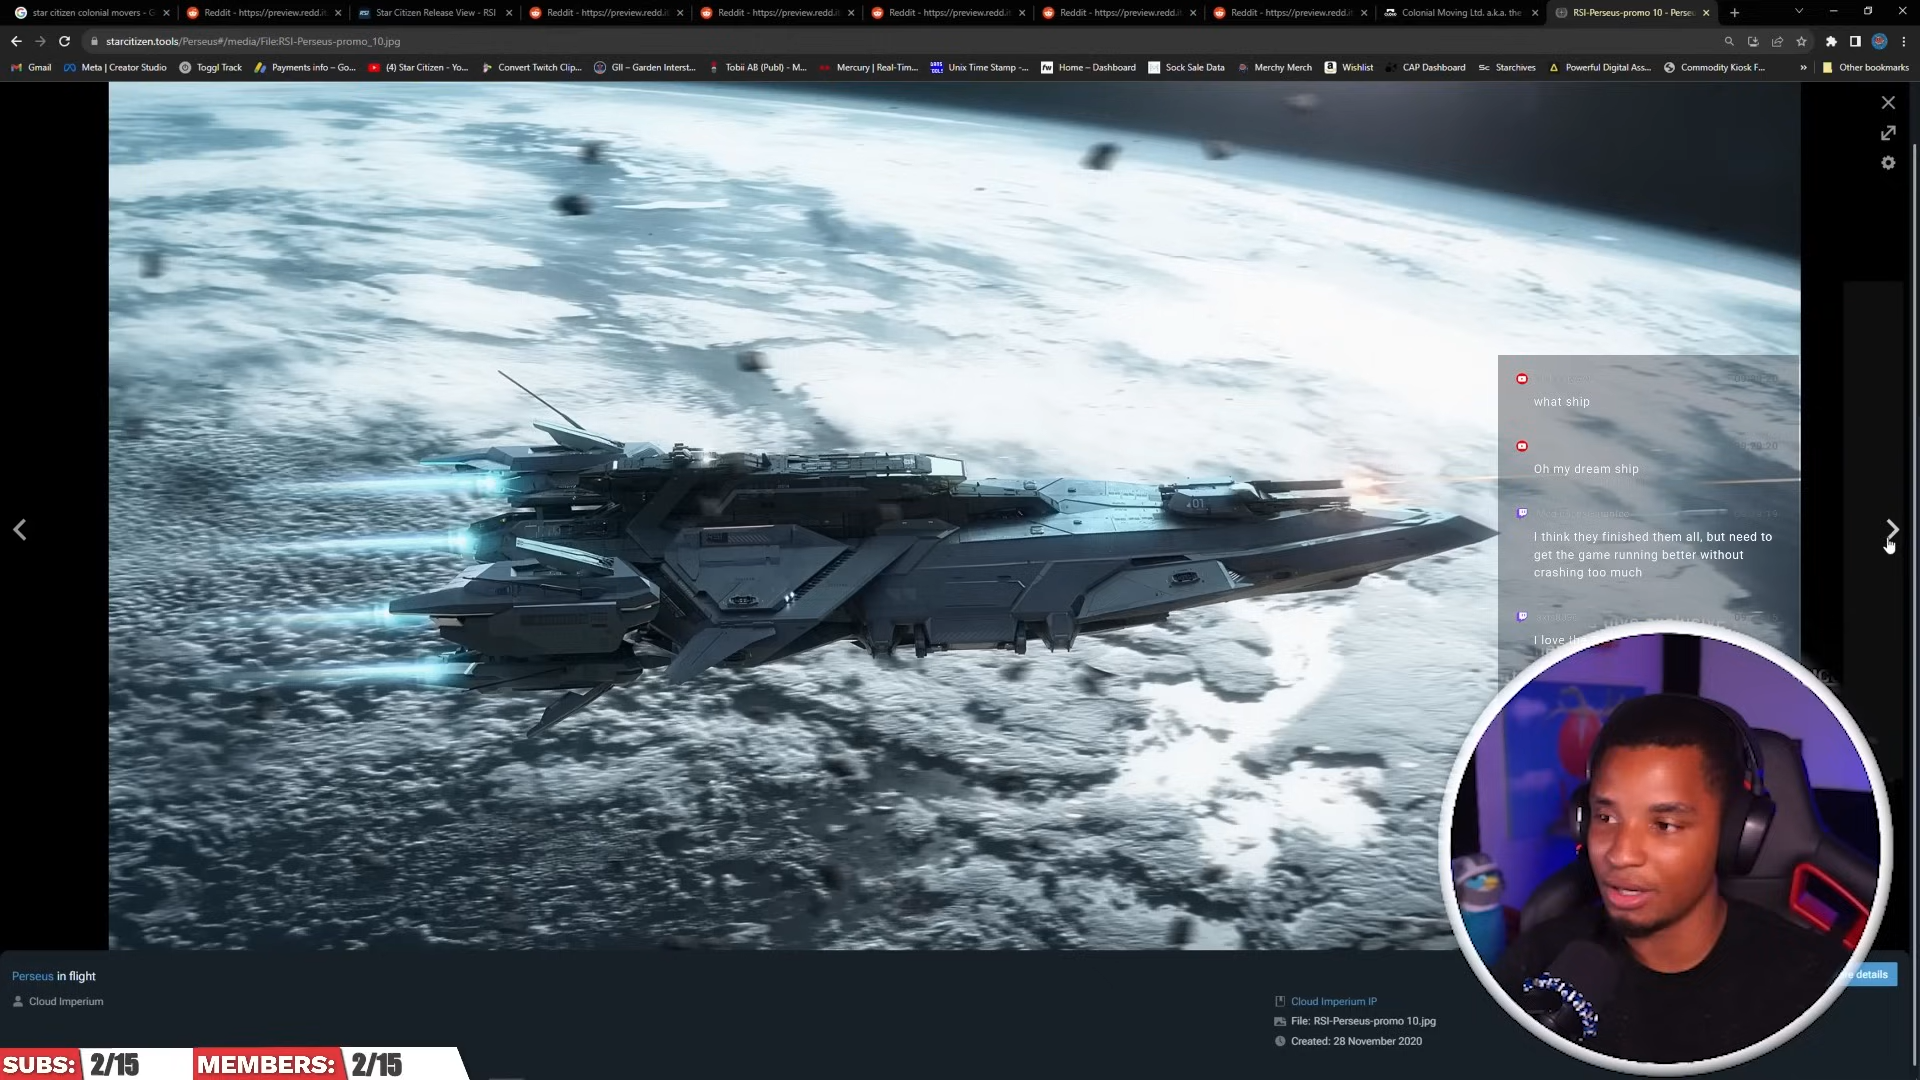 star citizen colonial movers - G
Reddit - https://preview.redd.it
Star Citizen Release View - RSI
Reddit - https://preview.redd.it
Reddit - https://preview.redd.it
Reddit - https://preview.redd.it
Reddit - https://preview.redd.it
Reddit - https://preview.redd.it
Colonial Moving Ltd. a.k.a. the
RSI-Perseus-promo 10 - Perse
starcitizen.tools/Perseus#/media/File:RSI-Perseus-promo_10.jpg
Gmail
Meta | Creator Studio
Toggl Track
Payments info – Go...
(4) Star Citizen - Yo...
Convert Twitch Clip...
GII – Garden Interst...
Tobii AB (Publ) - M...
Mercury | Real-Tim...
Unix Time Stamp -...
Home – Dashboard
Sock Sale Data
Merchy Merch
Wishlist
CAP Dashboard
Starchives
Powerful Digital Ass...
Commodity Kiosk F...
Other bookmarks
what ship
Oh my dream ship
I think they finished them all, but need to
get the game running better without
crashing too much
I love
01
Perseus in flight
Cloud Imperium
details
Cloud Imperium IP
File: RSI-Perseus-promo 10.jpg
Created: 28 November 2020
SUBS: 2/15
MEMBERS: 2/15